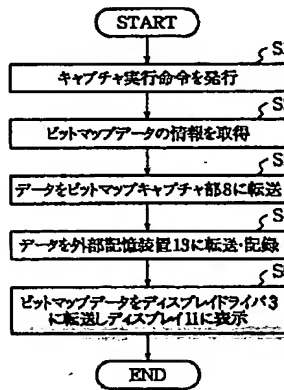 START
S
キャプチャ実行命令を発行
S
ビットマップデータの情報を取得
S
データをビットマップキャプチャ部8に転送
S
データを外部記憶装置13に転送・記録
S
ビットマップデータをディスプレイドライバ3
に転送しディスプレイ11に表示
END